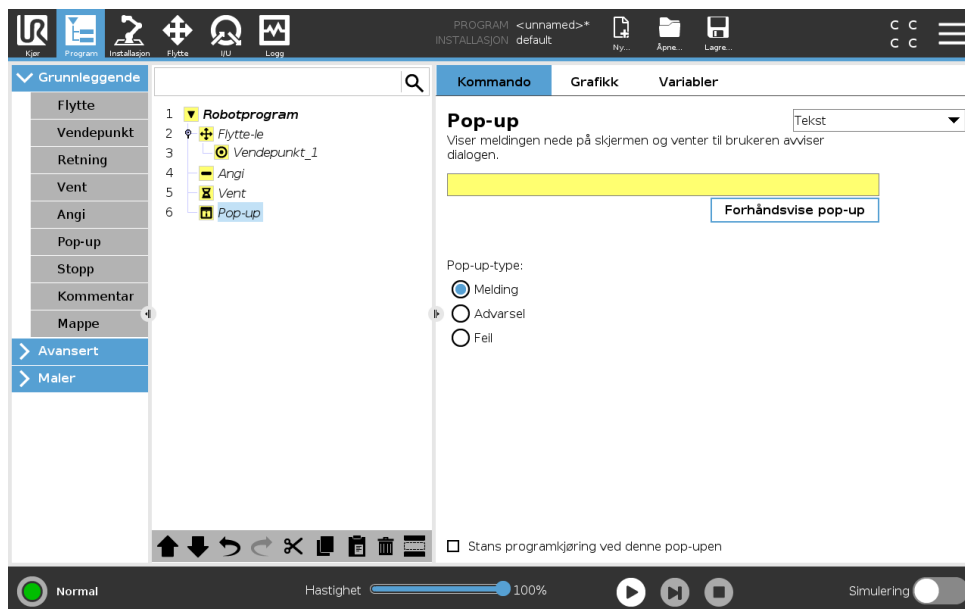 PROGRAM <unnamed>*
INSTALLASJON default
UR
Kjør
Program
Installasjon
Flytte
I/U
Logg
Ny...
Åpne...
Lagre...
C C
C C
Grunnleggende
Flytte
Vendepunkt
Retning
Vent
Angi
Pop-up
Stopp
Kommentar
Mappe
Avansert
Maler
1 Robotprogram
2 Flytte-le
3 Vendepunkt_1
4 Angi
5 Vent
6 Pop-up
Kommando Grafikk Variabler
Pop-up
Tekst
Viser meldingen nede på skjermen og venter til brukeren avviser
dialogen.
Forhåndsvise pop-up
Pop-up-type:
Melding
Advarsel
Feil
Stans programkjøring ved denne pop-upen
Normal
Hastighet 100%
Simulering